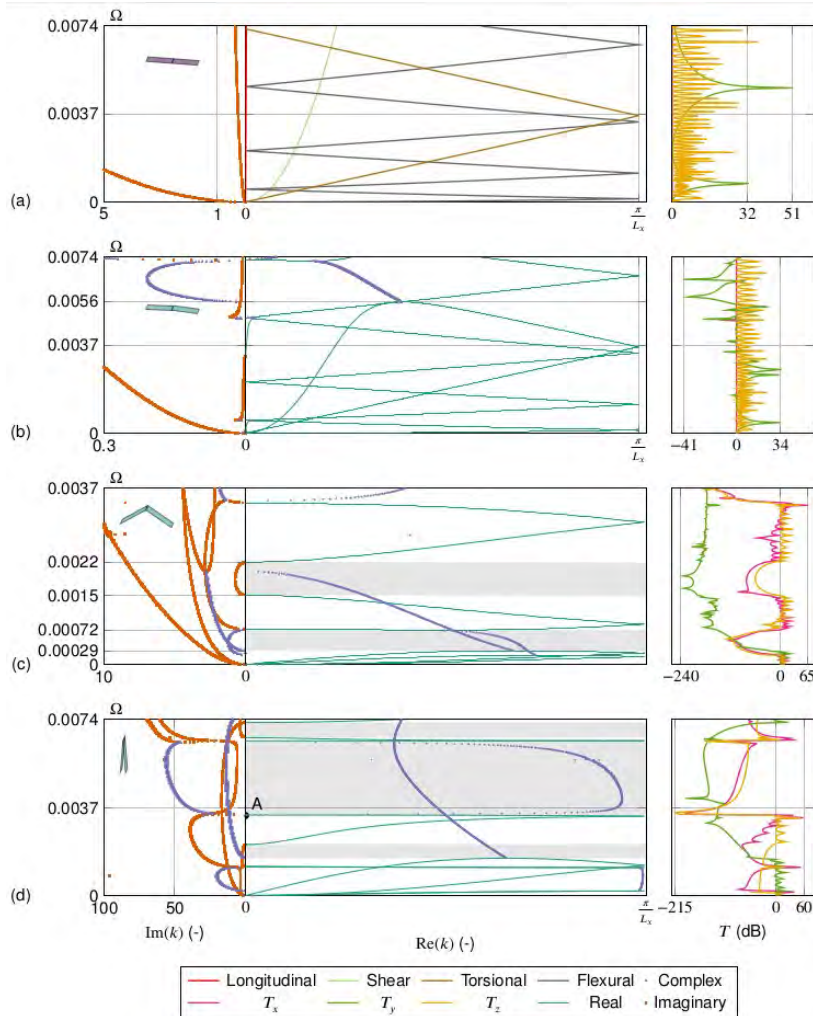 Ω
0.0074
0.0037
0
5
1
0
π/Lx
0
32
51
(a)
Ω
0.0074
0.0056
0.0037
0
0.3
0
π/Lx
−41
0
34
(b)
Ω
0.0037
0.0022
0.0015
0.00072
0.00029
0
10
0
−240
0
65
(c)
Ω
0.0074
0.0037
0
A
100
50
0
π/Lx
−215
0
60
(d)
Im(k) (-)
Re(k) (-)
T (dB)
Longitudinal Shear Torsional Flexural Complex
Tx Ty Tz Real Imaginary